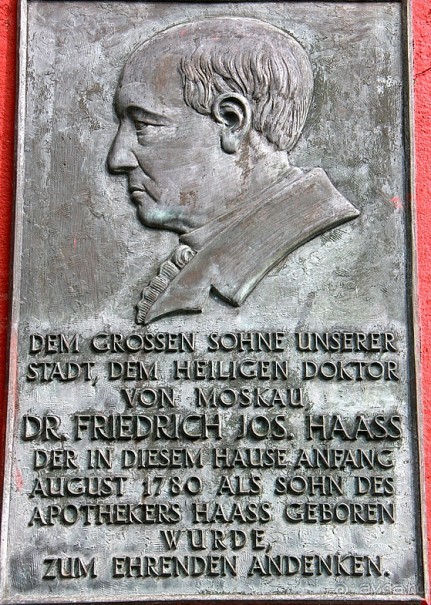 DEM GROSSEN SOHNE UNSERER
STADT, DEM HEILIGEN DOKTOR
VON MOSKAU
DR. FRIEDRICH JOS. HAASS
DER IN DIESEM HAUSE ANFANG
AUGUST 1780 ALS SOHN DES
APOTHEKERS HAASS GEBOREN
WURDE,
ZUM EHRENDEN ANDENKEN.